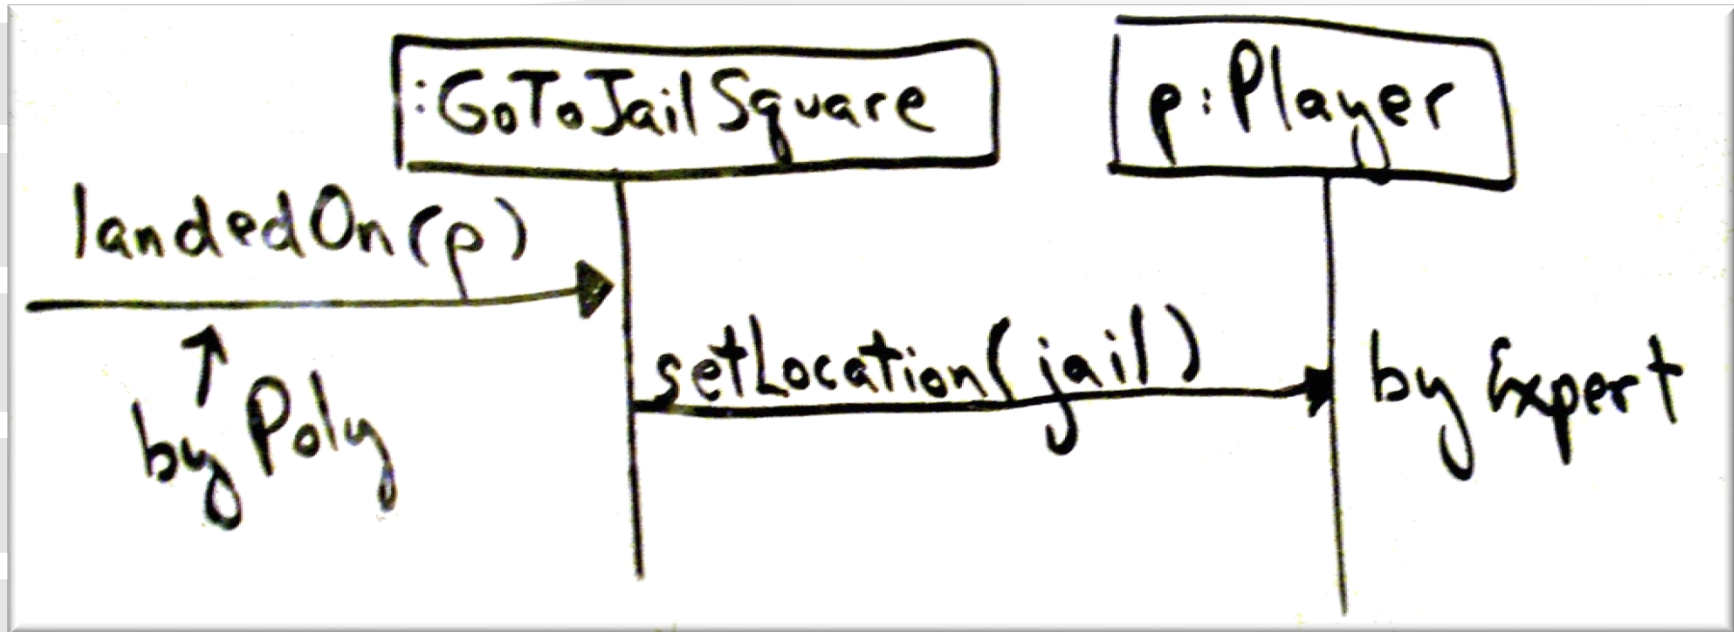 :GoToJailSquare
p:Player
landedOn(p)
by Poly
setLocation(jail)
by Expert